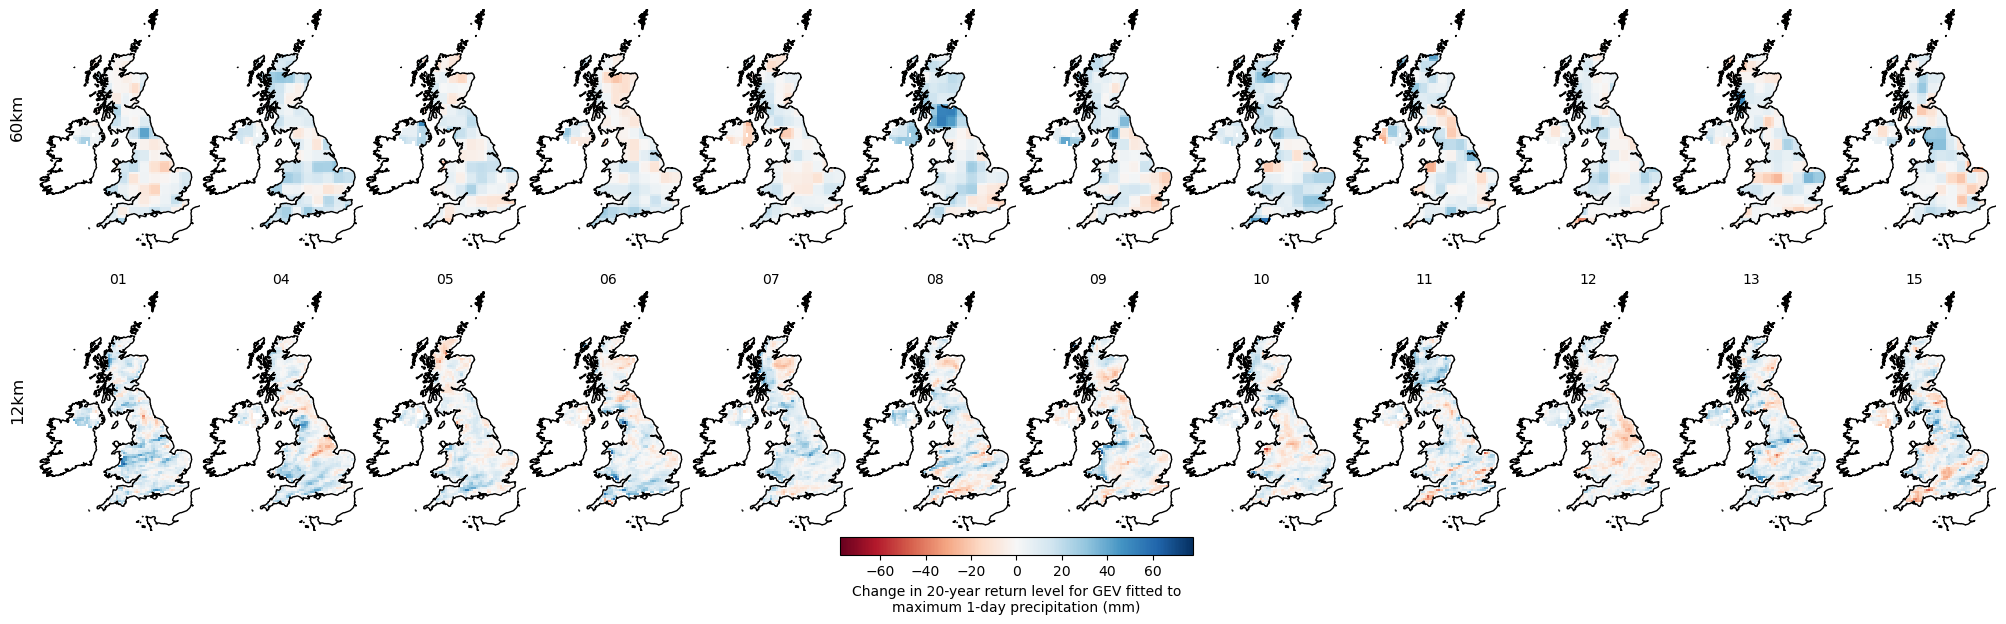 60km
01 04 05 06 07 08 09 10 11 12 13 15
12km
−60 −40 −20 0 20 40 60
Change in 20-year return level for GEV fitted to
maximum 1-day precipitation (mm)